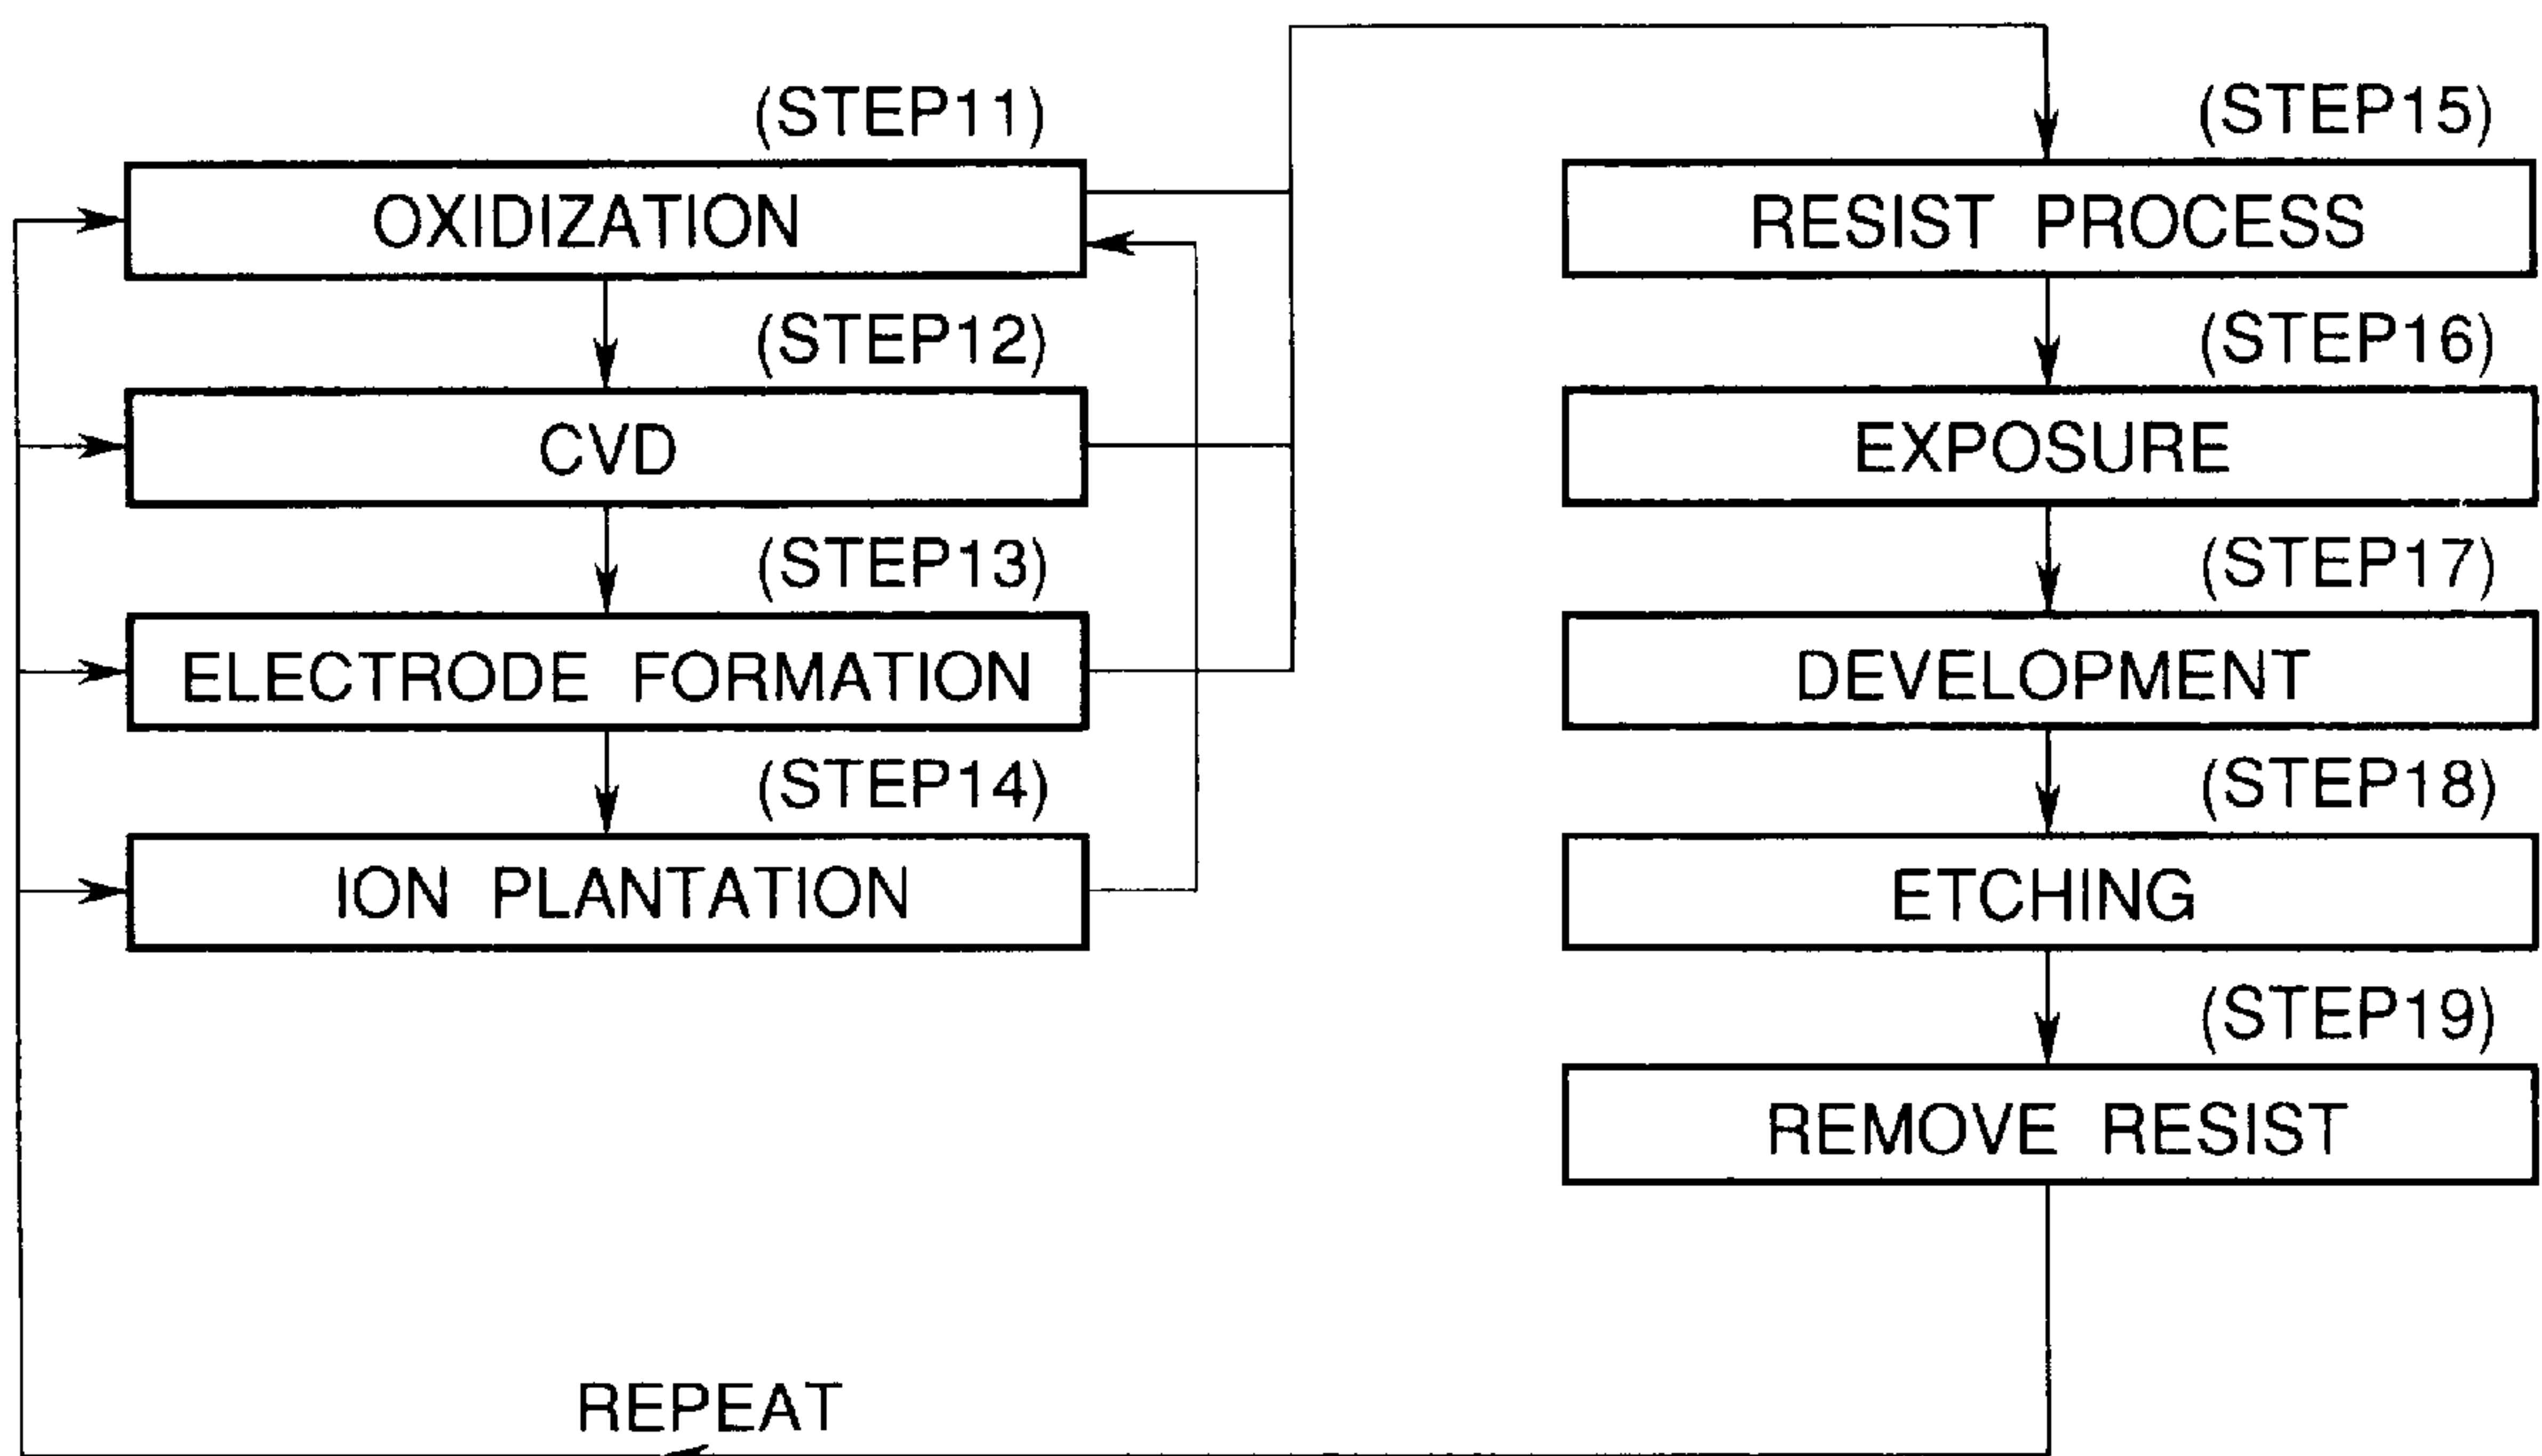 (STEP11)
OXIDIZATION
(STEP12)
CVD
(STEP13)
ELECTRODE FORMATION
(STEP14)
ION PLANTATION
(STEP15)
RESIST PROCESS
(STEP16)
EXPOSURE
(STEP17)
DEVELOPMENT
(STEP18)
ETCHING
(STEP19)
REMOVE RESIST
REPEAT